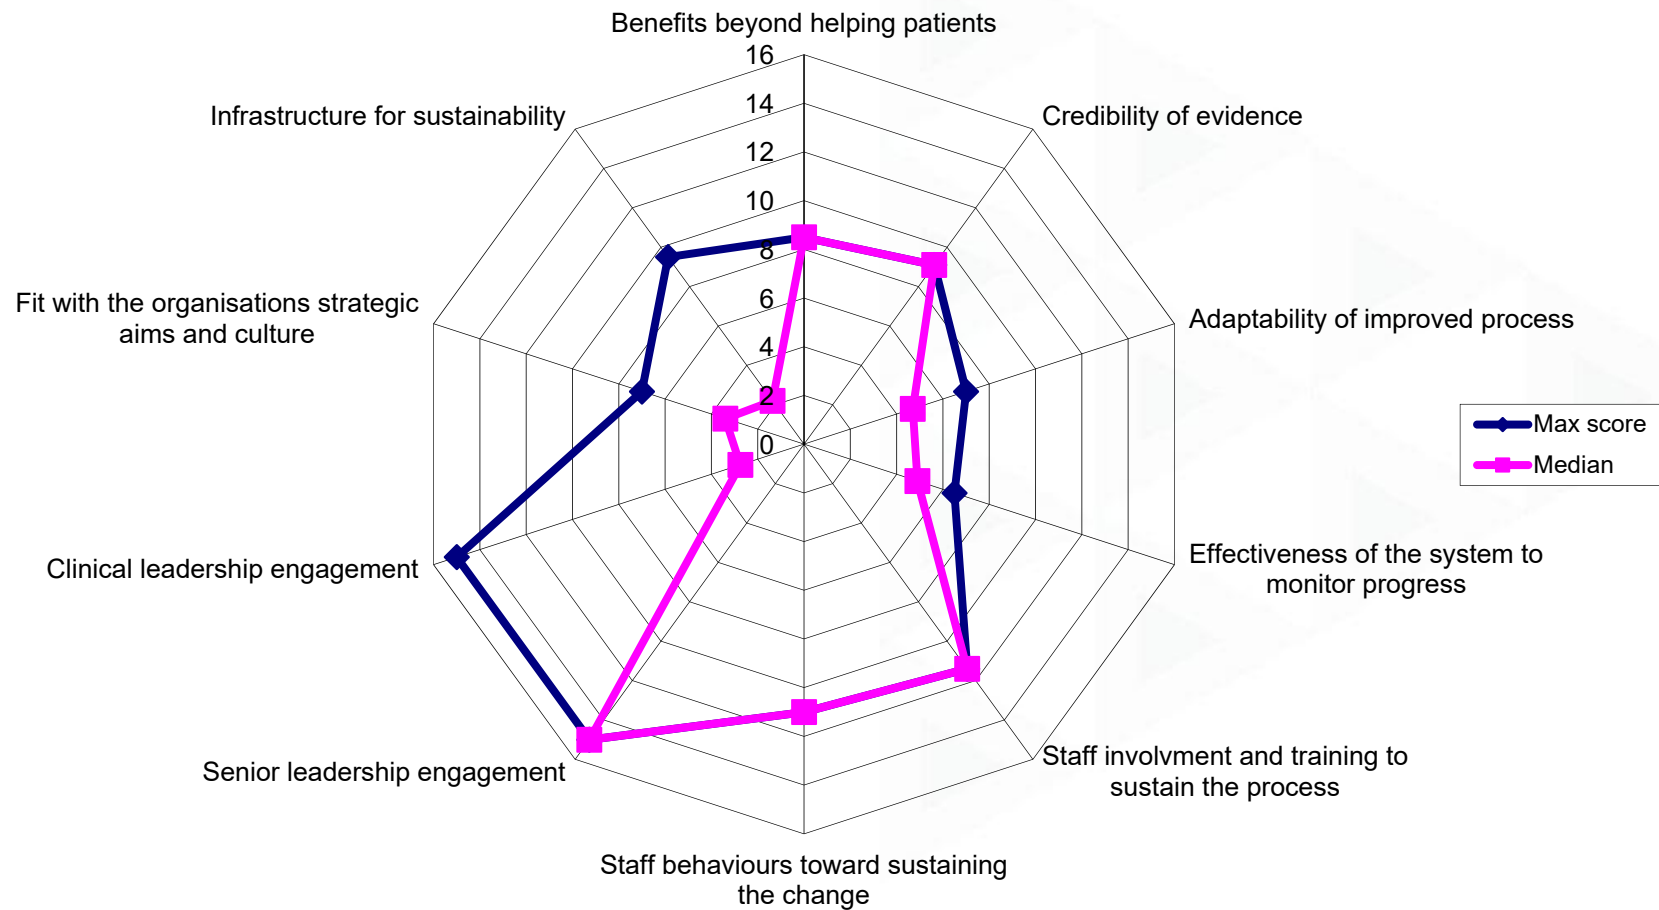 Benefits beyond helping patients
16
14
12
10
8
6
4
2
0
Infrastructure for sustainability
Credibility of evidence
Fit with the organisations strategic
aims and culture
Adaptability of improved process
Max score
Median
Clinical leadership engagement
Effectiveness of the system to
monitor progress
Senior leadership engagement
Staff involvment and training to
sustain the process
Staff behaviours toward sustaining
the change